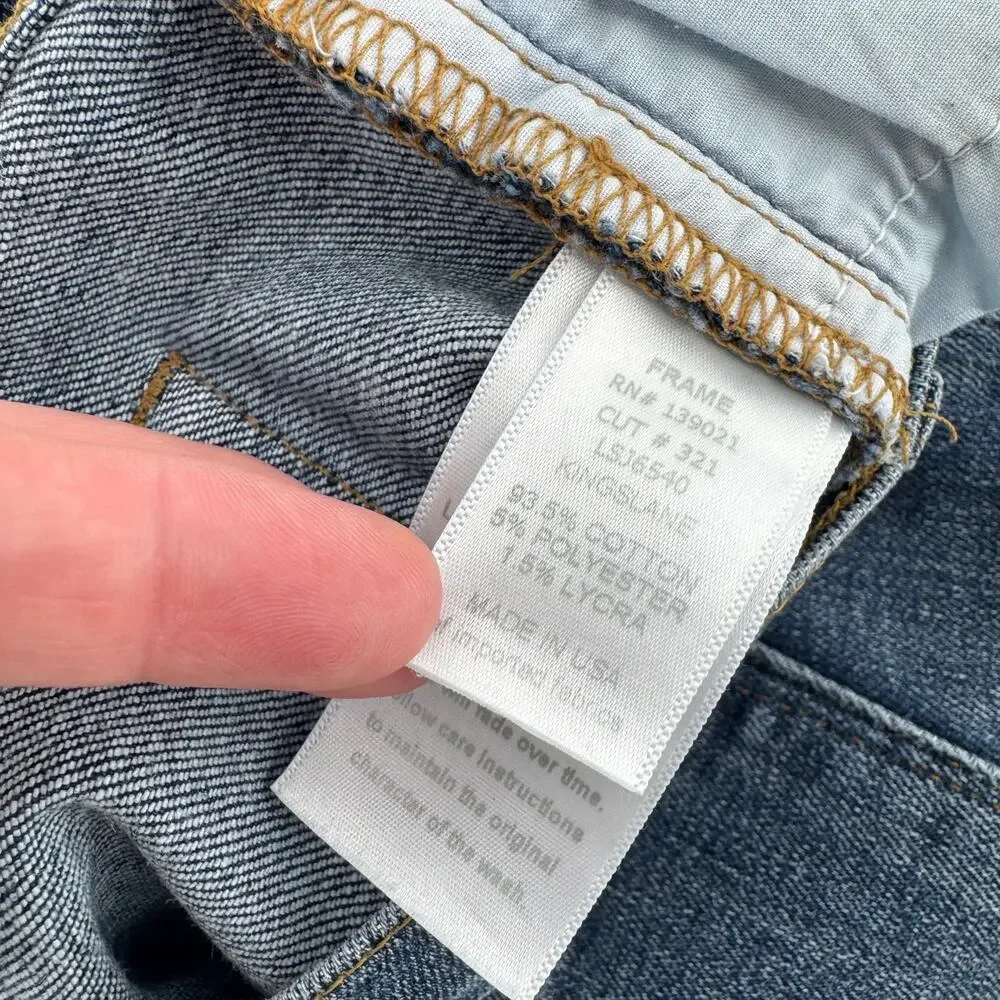 FRAME
RN# 139021
CUT # 321
LSJ6540
KINGSLANE
93 5% COTTON
5% POLYESTER
1 5% LYCRA
MADE IN USA
imported fabrics
fade over time.
care instructions
to maintain the original
character of the wash.